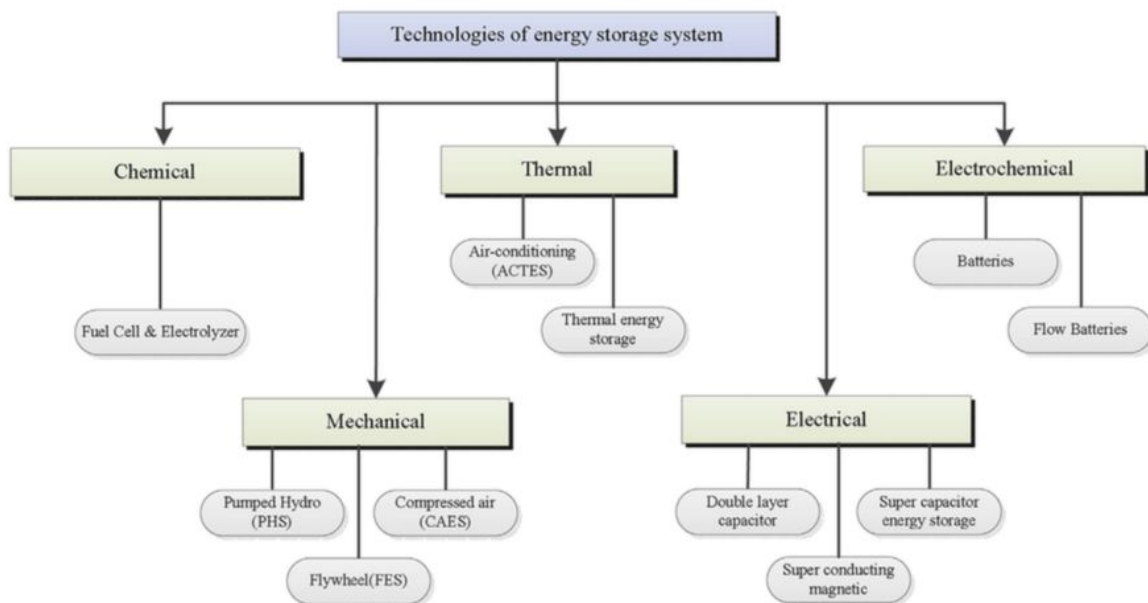 Technologies of energy storage system
Chemical
Thermal
Electrochemical
Air-conditioning
(ACTES)
Batteries
Fuel Cell & Electrolyzer
Thermal energy
storage
Flow Batteries
Mechanical
Electrical
Pumped Hydro
(PHS)
Compressed air
(CAES)
Double layer
capacitor
Super capacitor
energy storage
Flywheel(FES)
Super conducting
magnetic